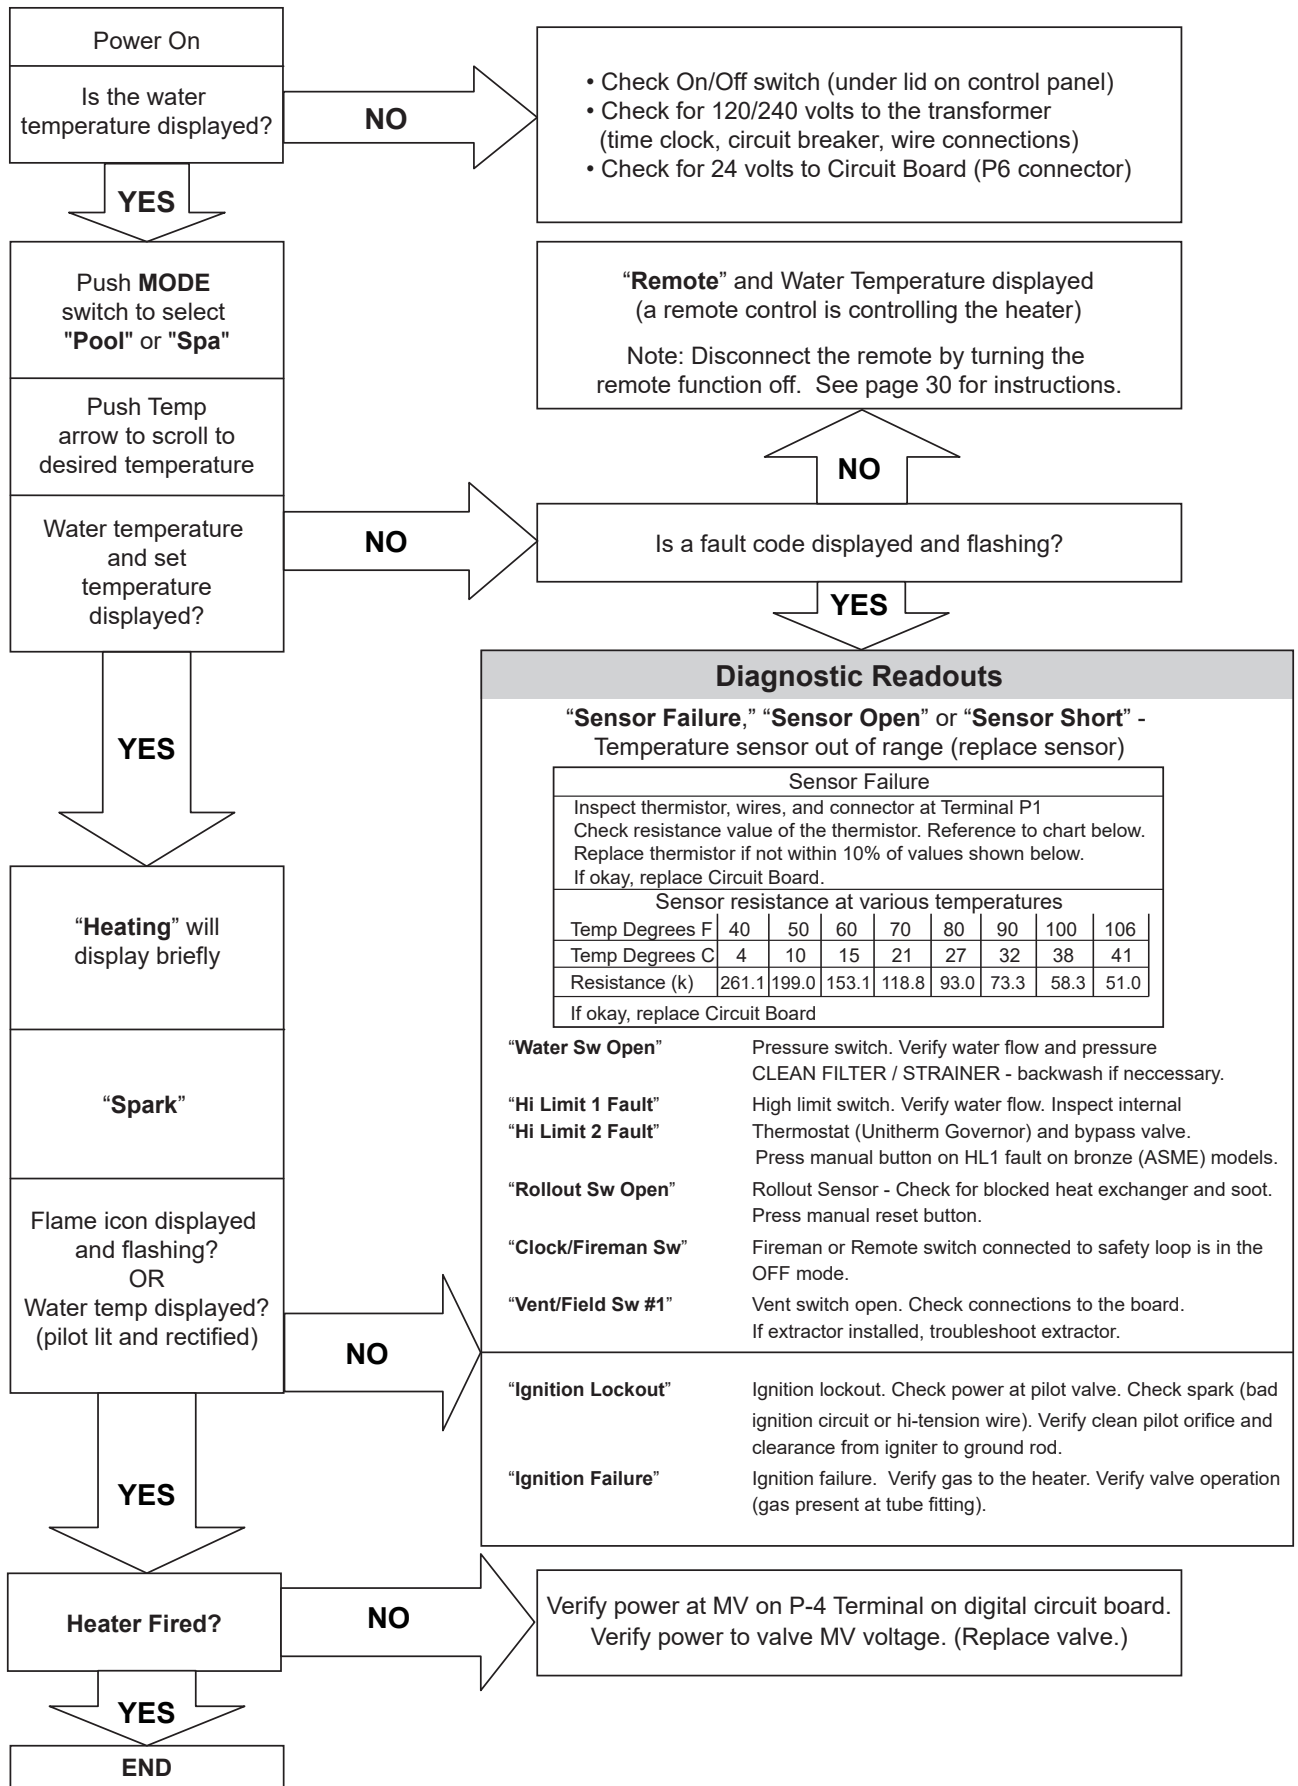 Power On
Is the water
temperature displayed?
NO
• Check On/Off switch (under lid on control panel)
• Check for 120/240 volts to the transformer
(time clock, circuit breaker, wire connections)
• Check for 24 volts to Circuit Board (P6 connector)
YES
Push MODE
switch to select
"Pool" or "Spa"
Push Temp
arrow to scroll to
desired temperature
Water temperature
and set
temperature
displayed?
“Remote” and Water Temperature displayed
(a remote control is controlling the heater)
Note: Disconnect the remote by turning the
remote function off. See page 30 for instructions.
NO
NO
Is a fault code displayed and flashing?
YES
YES
Diagnostic Readouts
“Sensor Failure,” “Sensor Open” or “Sensor Short” -
Temperature sensor out of range (replace sensor)
Sensor Failure
Inspect thermistor, wires, and connector at Terminal P1
Check resistance value of the thermistor. Reference to chart below.
Replace thermistor if not within 10% of values shown below.
If okay, replace Circuit Board.
Sensor resistance at various temperatures
Temp Degrees F 40 50 60 70 80 90 100 106
Temp Degrees C 4 10 15 21 27 32 38 41
Resistance (k) 261.1 199.0 153.1 118.8 93.0 73.3 58.3 51.0
If okay, replace Circuit Board
“Water Sw Open” Pressure switch. Verify water flow and pressure
CLEAN FILTER / STRAINER - backwash if neccessary.
“Hi Limit 1 Fault” High limit switch. Verify water flow. Inspect internal
“Hi Limit 2 Fault” Thermostat (Unitherm Governor) and bypass valve.
Press manual button on HL1 fault on bronze (ASME) models.
“Rollout Sw Open” Rollout Sensor - Check for blocked heat exchanger and soot.
Press manual reset button.
“Clock/Fireman Sw” Fireman or Remote switch connected to safety loop is in the
OFF mode.
“Vent/Field Sw #1” Vent switch open. Check connections to the board.
If extractor installed, troubleshoot extractor.
“Ignition Lockout” Ignition lockout. Check power at pilot valve. Check spark (bad
ignition circuit or hi-tension wire). Verify clean pilot orifice and
clearance from igniter to ground rod.
“Ignition Failure” Ignition failure. Verify gas to the heater. Verify valve operation
(gas present at tube fitting).
“Heating” will
display briefly
“Spark”
Flame icon displayed
and flashing?
OR
Water temp displayed?
(pilot lit and rectified)
NO
YES
Heater Fired?
NO
Verify power at MV on P-4 Terminal on digital circuit board.
Verify power to valve MV voltage. (Replace valve.)
YES
END